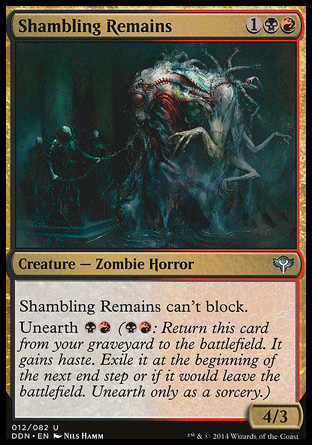 Shambling Remains 1
Creature — Zombie Horror
Shambling Remains can't block.
Unearth (: Return this card
from your graveyard to the battlefield. It
gains haste. Exile it at the beginning of
the next end step or if it would leave the
battlefield. Unearth only as a sorcery.)
4/3
012/082 U
DDN • EN NILS HAMM
™ & © 2014 Wizards of the Coast